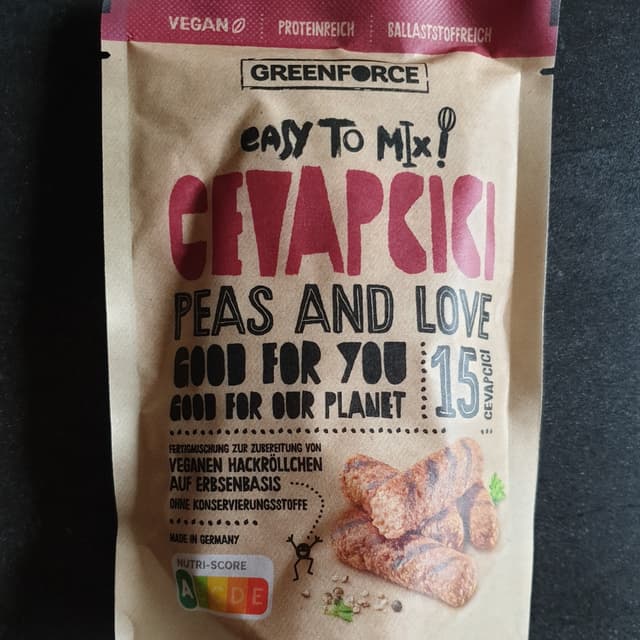 VEGAN PROTEINREICH BALLASTSTOFFREICH
GREENFORCE
EASY TO MIX!
CEVAPCICI
PEAS AND LOVE
GOOD FOR YOU
GOOD FOR OUR PLANET
15 CEVAPCICI
FERTIGMISCHUNG ZUR ZUBEREITUNG VON
VEGANEN HACKRÖLLCHEN
AUF ERBSENBASIS
OHNE KONSERVIERUNGSSTOFFE
MADE IN GERMANY
NUTRI-SCORE
A B C D E